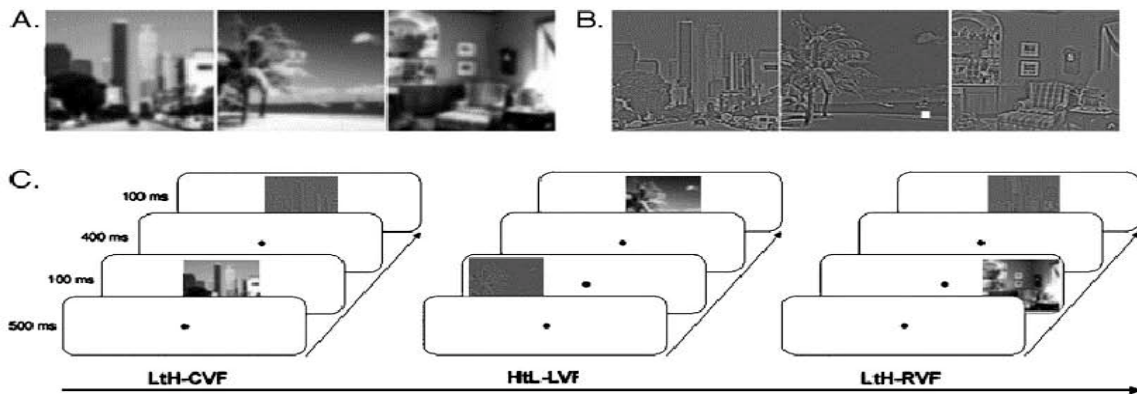 A.
B.
C.
100 ms
400 ms
100 ms
500 ms
LtH-CVF
HtL-LVF
LtH-RVF